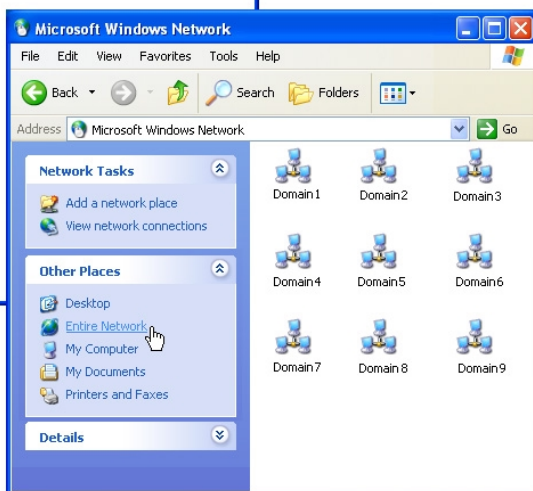 Microsoft Windows Network
File Edit View Favorites Tools Help
Back Search Folders
Address Microsoft Windows Network Go
Network Tasks
Add a network place
View network connections
Other Places
Desktop
Entire Network
My Computer
My Documents
Printers and Faxes
Details
Domain1 Domain2 Domain3
Domain4 Domain5 Domain6
Domain7 Domain8 Domain9